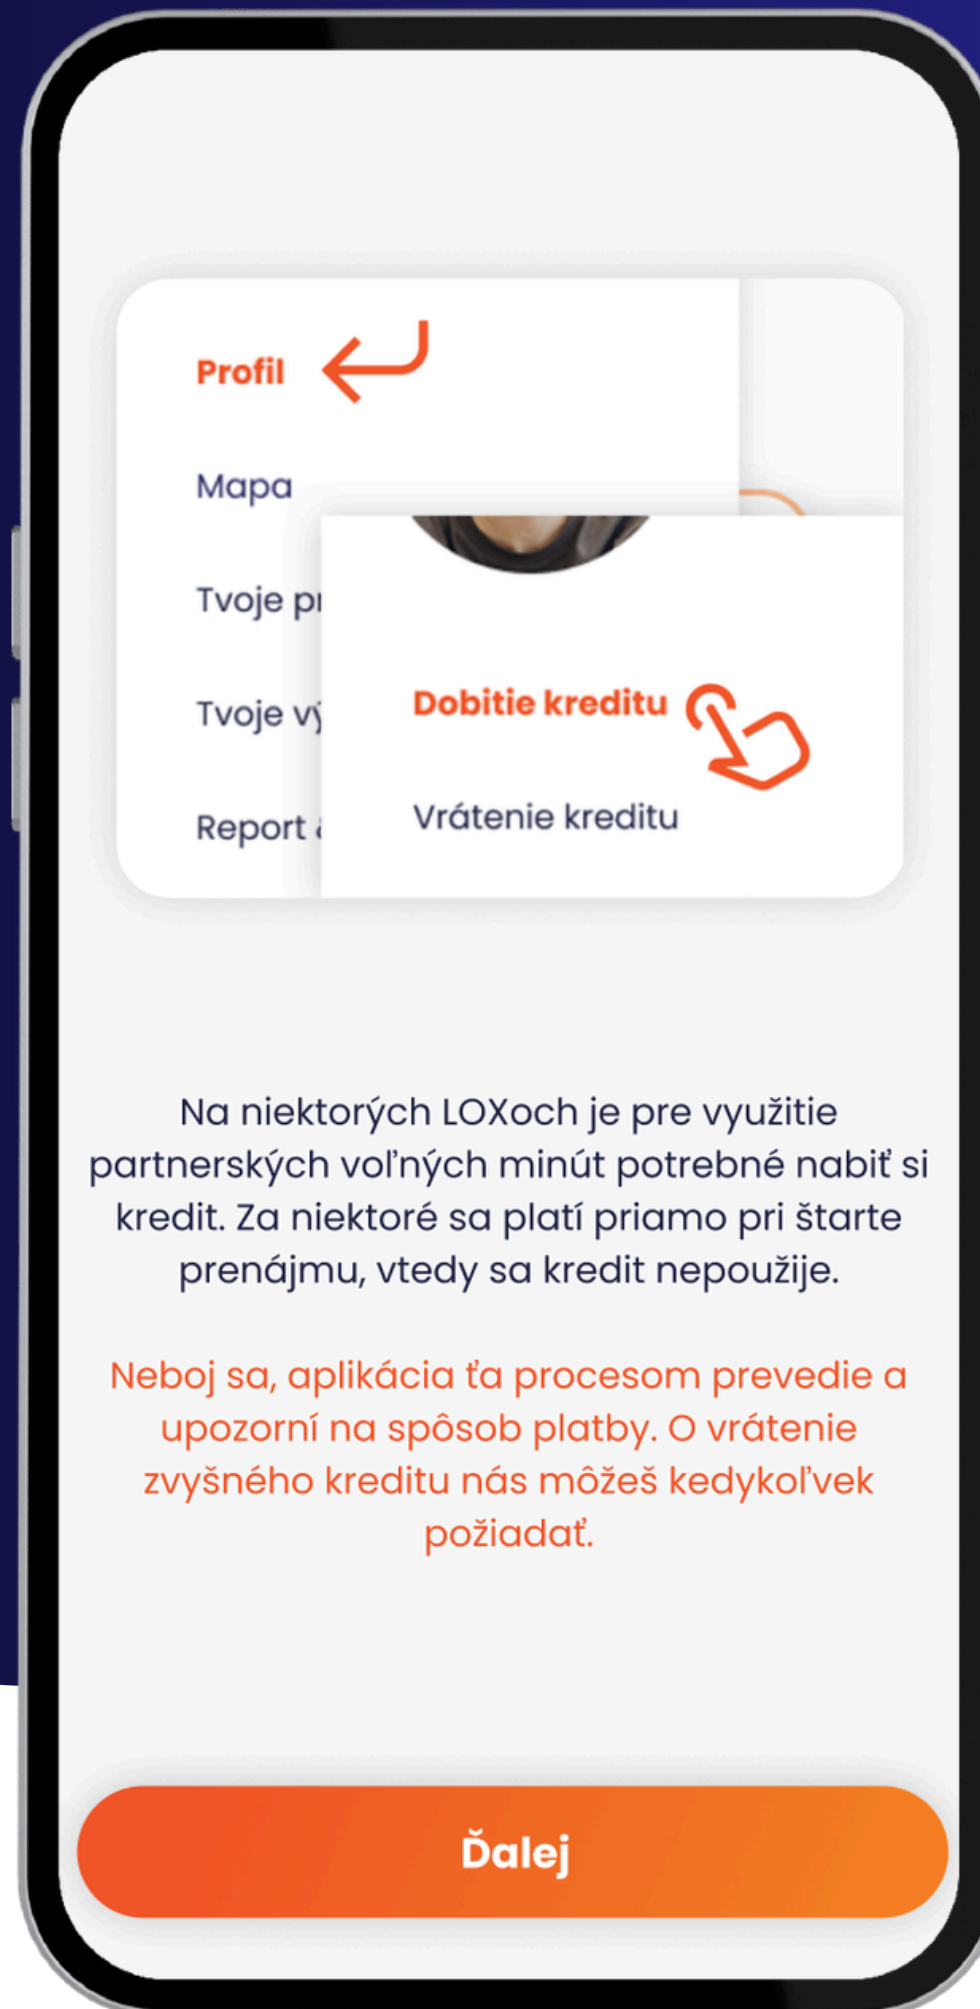 Profil
Mapa
Tvoje
Tvoje
Report
Dobitie kreditu
Vrátenie kreditu
Na niektorých LOXoch je pre využitie
partnerských voľných minút potrebné nabiť si
kredit. Za niektoré sa platí priamo pri štarte
prenájmu, vtedy sa kredit nepoužije.
Neboj sa, aplikácia ťa procesom prevedie a
upozorní na spôsob platby. O vrátenie
zvyšného kreditu nás môžeš kedykoľvek
požiadať.
Ďalej